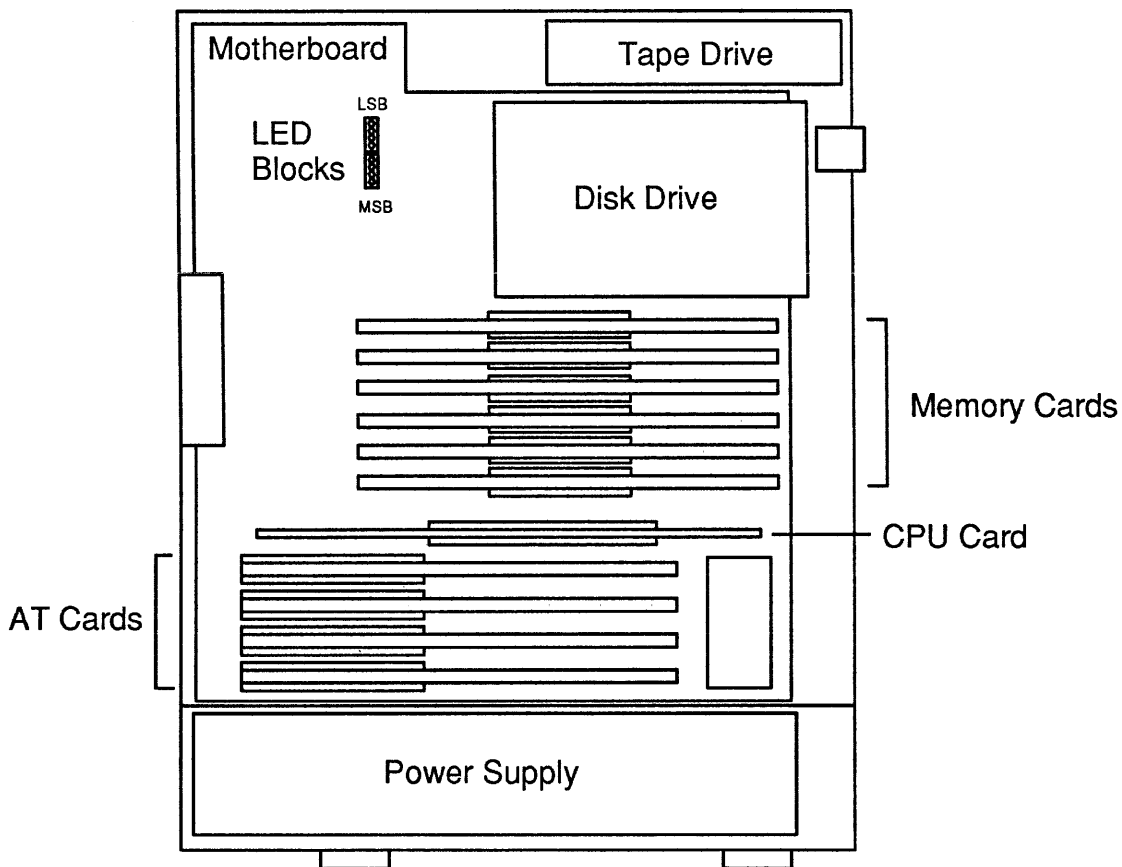 Motherboard
Tape Drive
LSB
LED
Blocks
MSB
Disk Drive
Memory Cards
CPU Card
AT Cards
Power Supply